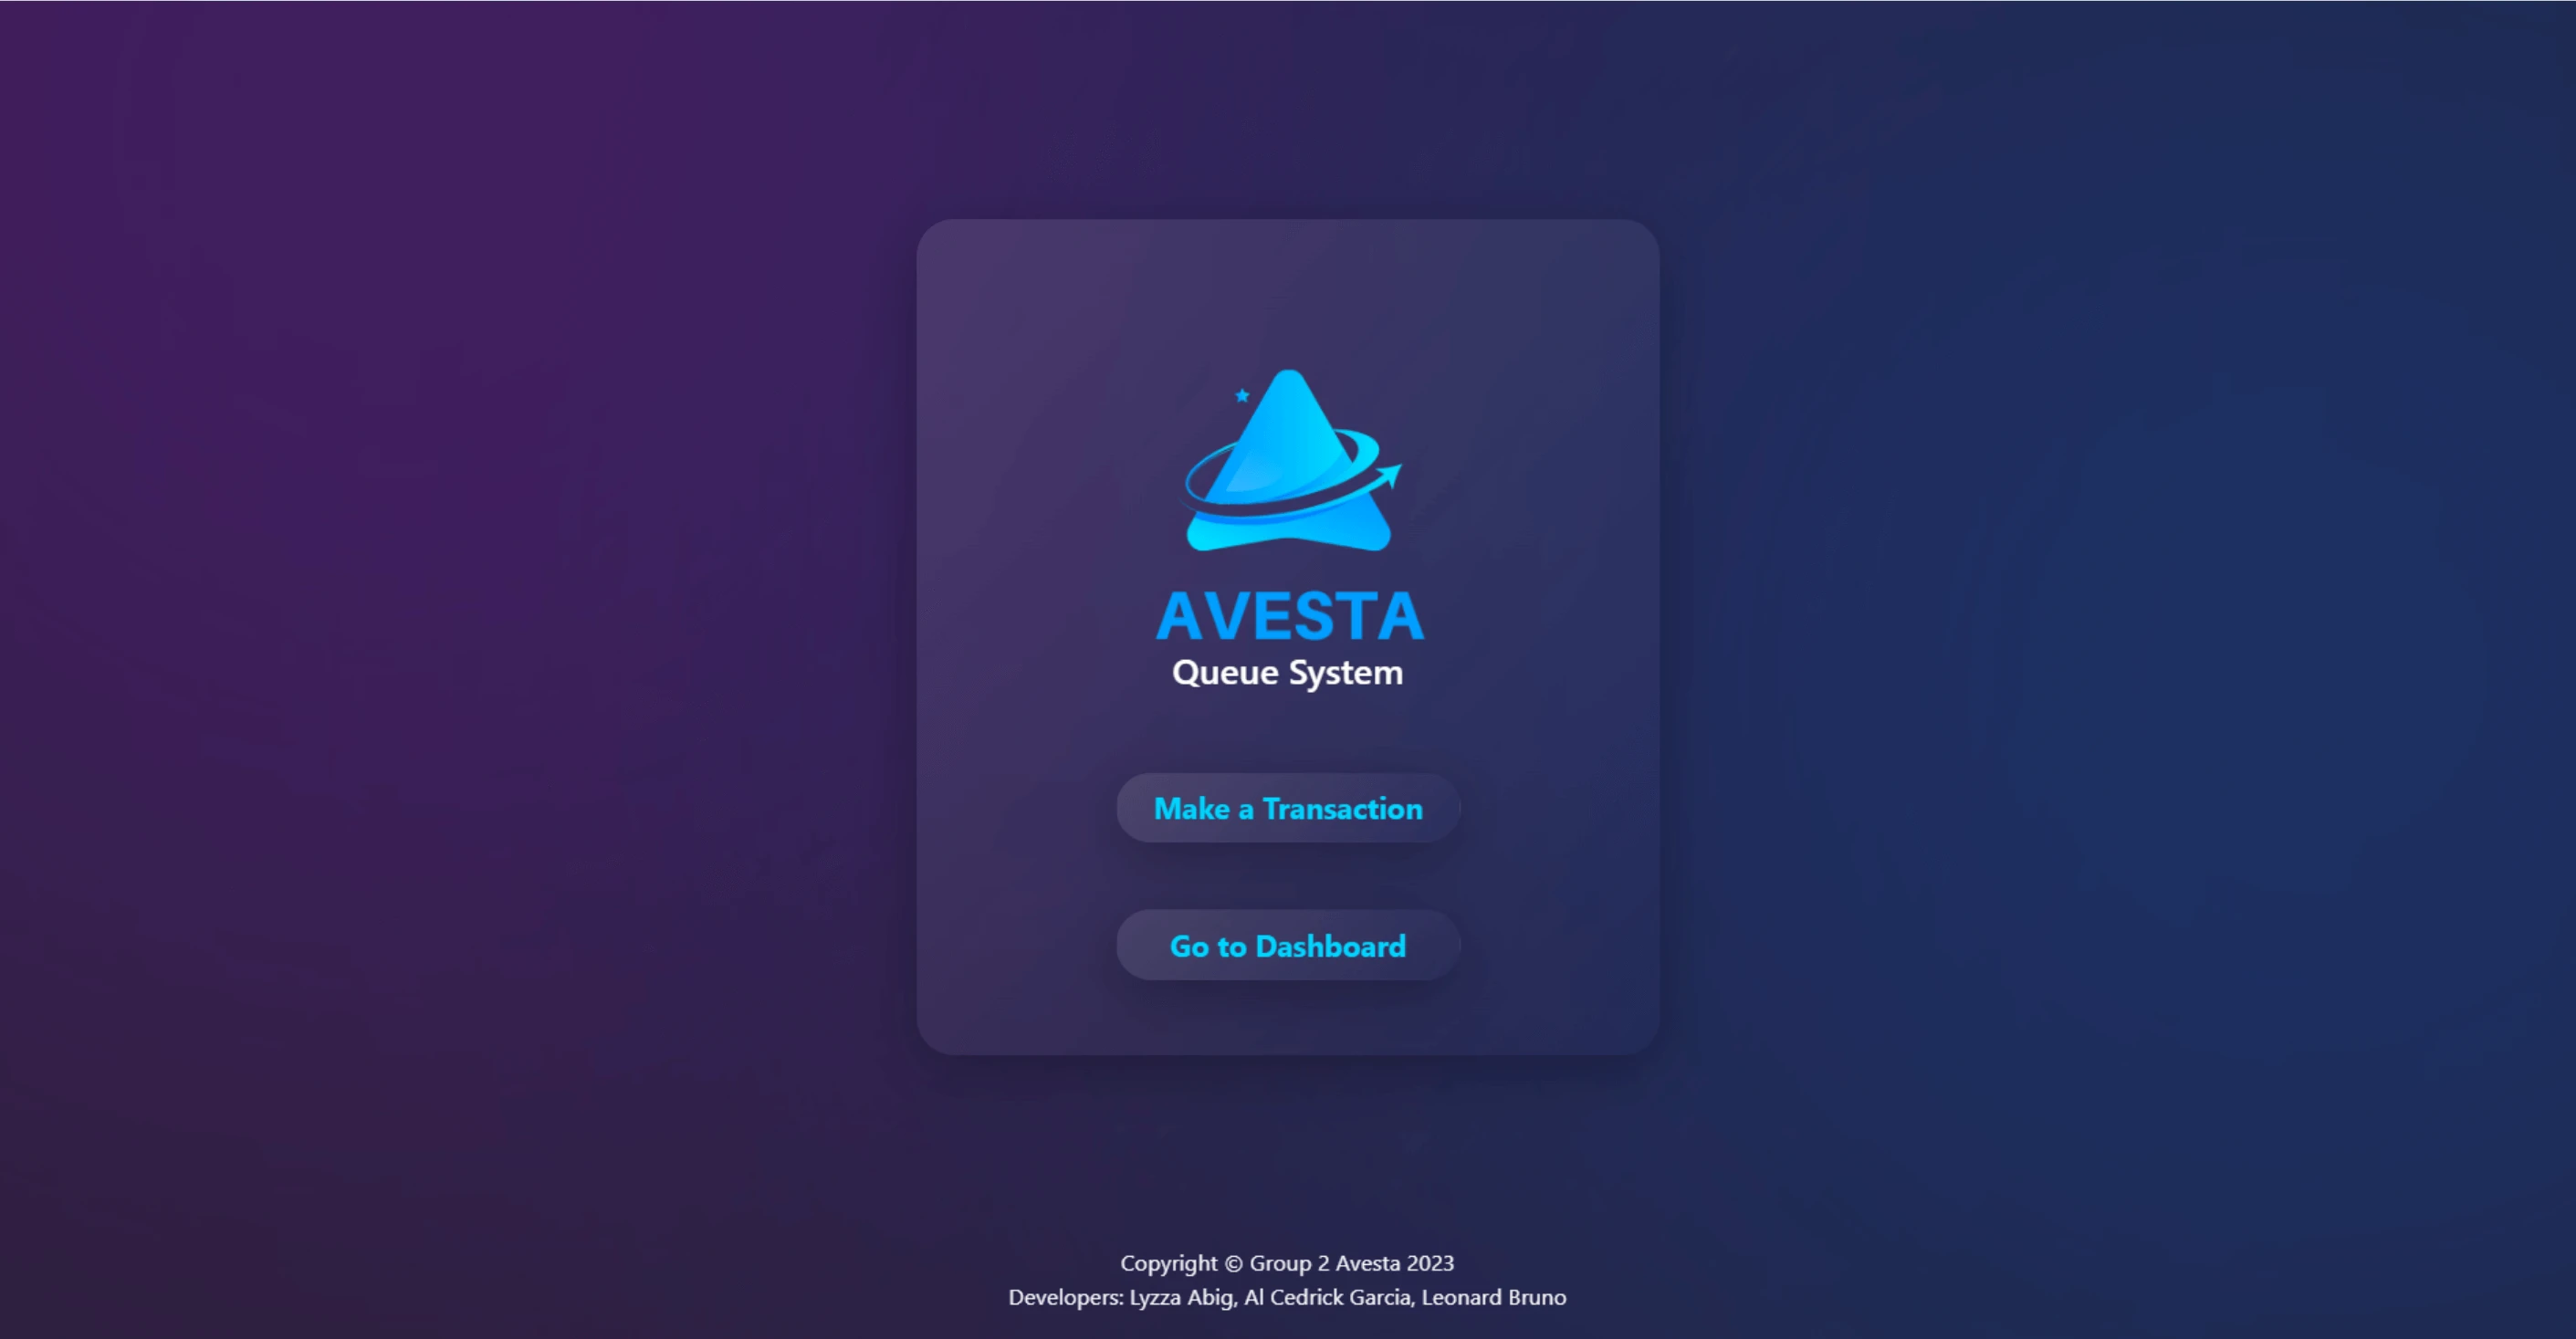 AVESTA
Queue System
Make a Transaction
Go to Dashboard
Copyright © Group 2 Avesta 2023
Developers: Lyzza Abig, Al Cedrick Garcia, Leonard Bruno